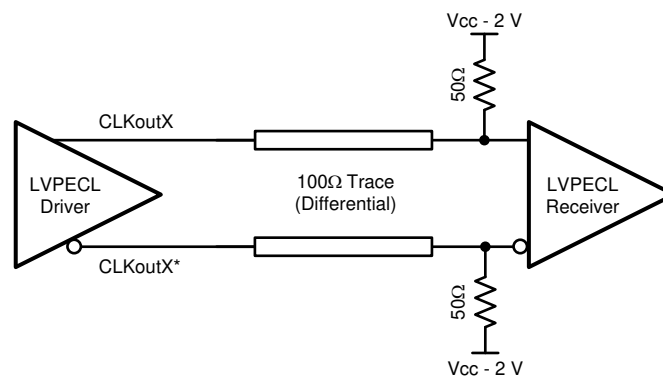 Vcc - 2 V
50Ω
CLKoutX
LVPECL
Driver
100Ω Trace
(Differential)
LVPECL
Receiver
CLKoutX*
50Ω
Vcc - 2 V